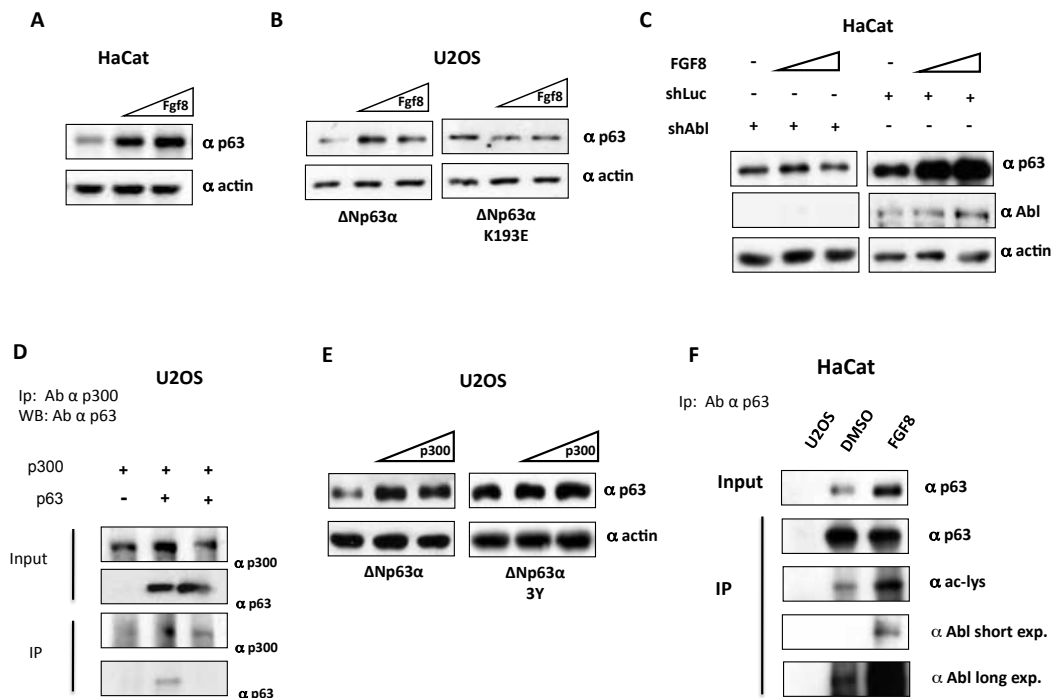 A
HaCat
Fgf8
α p63
α actin
B
U2OS
Fgf8
Fgf8
α p63
α actin
ΔNp63α
ΔNp63α
K193E
C
HaCat
FGF8 - -
shLuc - - - + + +
shAbl + + + - - -
α p63
α Abl
α actin
D
U2OS
Ip: Ab α p300
WB: Ab α p63
p300 + + +
p63 - + +
Input
α p300
α p63
IP
α p300
α p63
E
U2OS
p300
p300
α p63
α actin
ΔNp63α
ΔNp63α
3Y
F
HaCat
Ip: Ab α p63
U2OS DMSO FGF8
Input
α p63
IP
α p63
α ac-lys
α Abl short exp.
α Abl long exp.